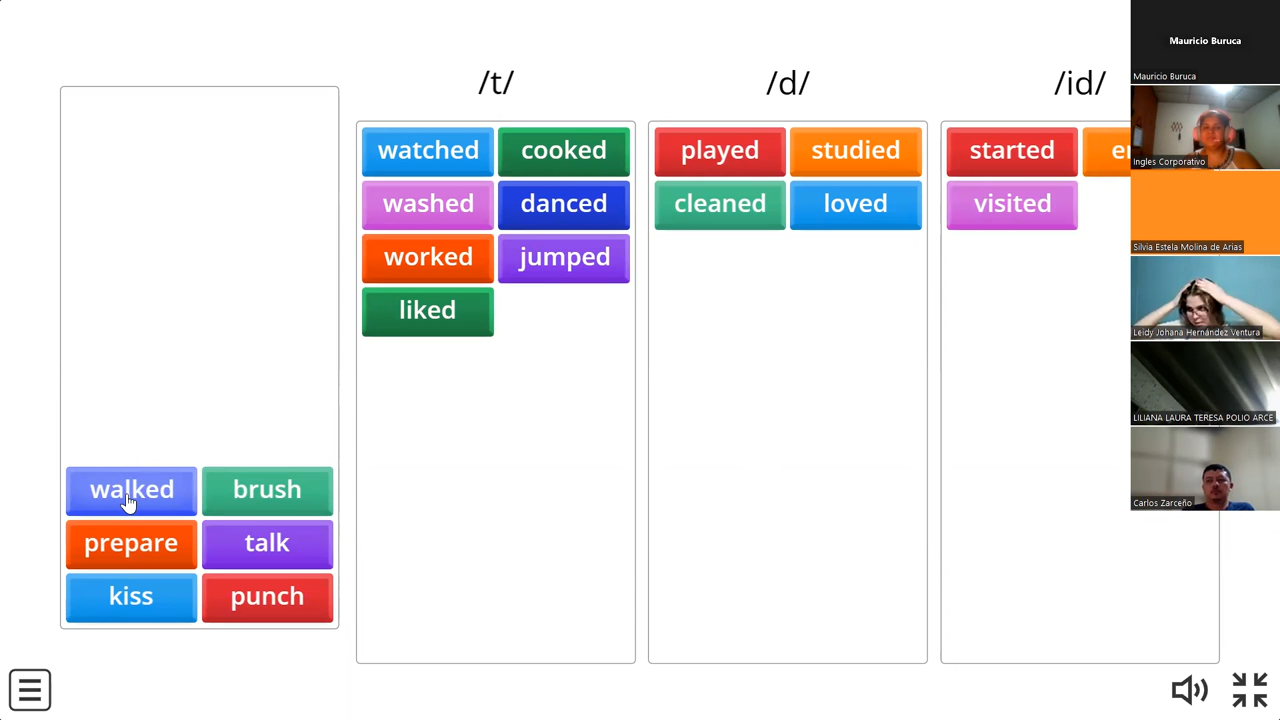 /t/ /d/ /id/
watched cooked played studied started
washed danced cleaned loved visited
worked jumped
liked
walked brush
prepare talk
kiss punch
Mauricio Buruca
Mauricio Buruca
Ingles Corporativo
Silvia Estela Molina de Arias
Leidy Johana Hernández Ventura
LILIANA LAURA TERESA POLIO ARCE
Carlos Zarceño